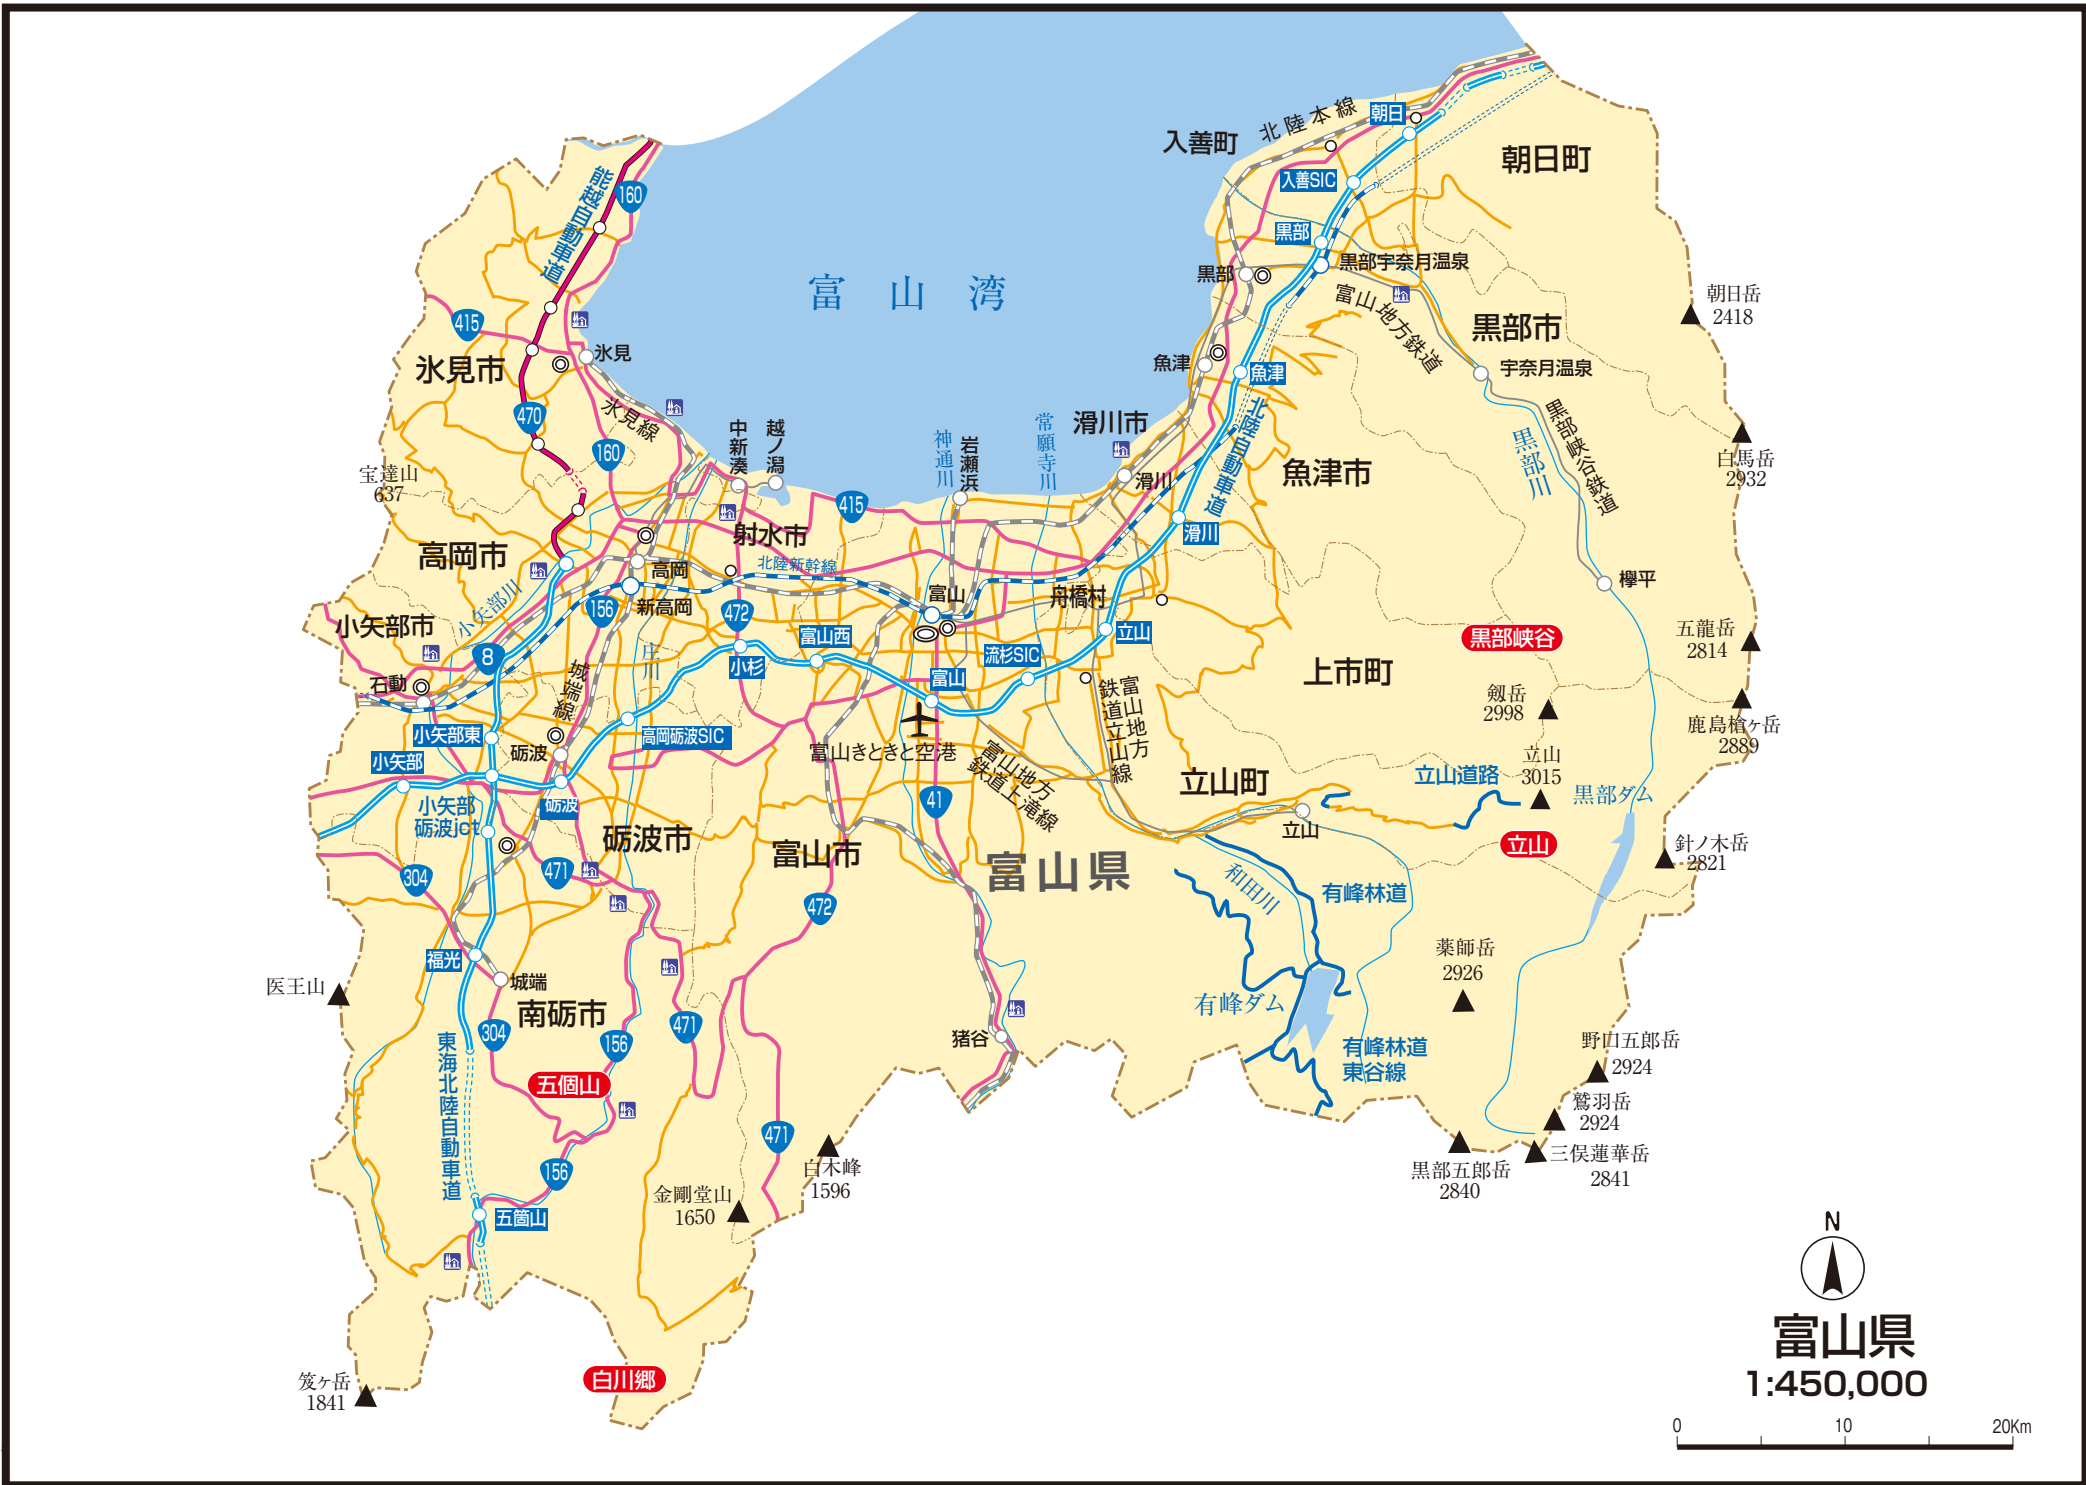 富山湾
入善町
北陸本線
朝日
朝日町
入善SIC
黒部
黒部宇奈月温泉
黒部
富山地方鉄道
黒部市
朝日岳
2418
能越自動車道
160
415
氷見市
氷見
氷見線
470
160
魚津
魚津
宇奈月温泉
黒部峡谷鉄道
黒部川
白馬岳
2932
宝達山
637
中新湊
越ノ潟
神通川
岩瀬浜
常願寺川
滑川市
滑川
北陸自動車道
魚津市
滑川
415
射水市
高岡市
高岡
北陸新幹線
小矢部川
156
新高岡
472
富山
舟橋村
欅平
小矢部市
8
城端線
庄川
富山西
小杉
流杉SIC
立山
富山
黒部峡谷
五龍岳
2814
上市町
剱岳
2998
鹿島槍ヶ岳
2889
石動
小矢部東
砺波
高岡砺波SIC
富山きときと空港
富山地方
鉄道立山線
富山地方
鉄道上滝線
小矢部
小矢部
砺波jct
砺波
41
立山町
立山道路
立山
3015
黒部ダム
立山
立山
砺波市
富山市
富山県
針ノ木岳
2821
304
471
472
和田川
有峰林道
福光
城端
医王山
南砺市
304
156
471
猪谷
有峰ダム
薬師岳
2926
有峰林道
東谷線
野口五郎岳
2924
東海北陸自動車道
五個山
鷲羽岳
2924
471
白木峰
1596
三俣蓮華岳
2841
黒部五郎岳
2840
156
金剛堂山
1650
五箇山
白川郷
笈ヶ岳
1841
N
富山県
1:450,000
0 10 20Km